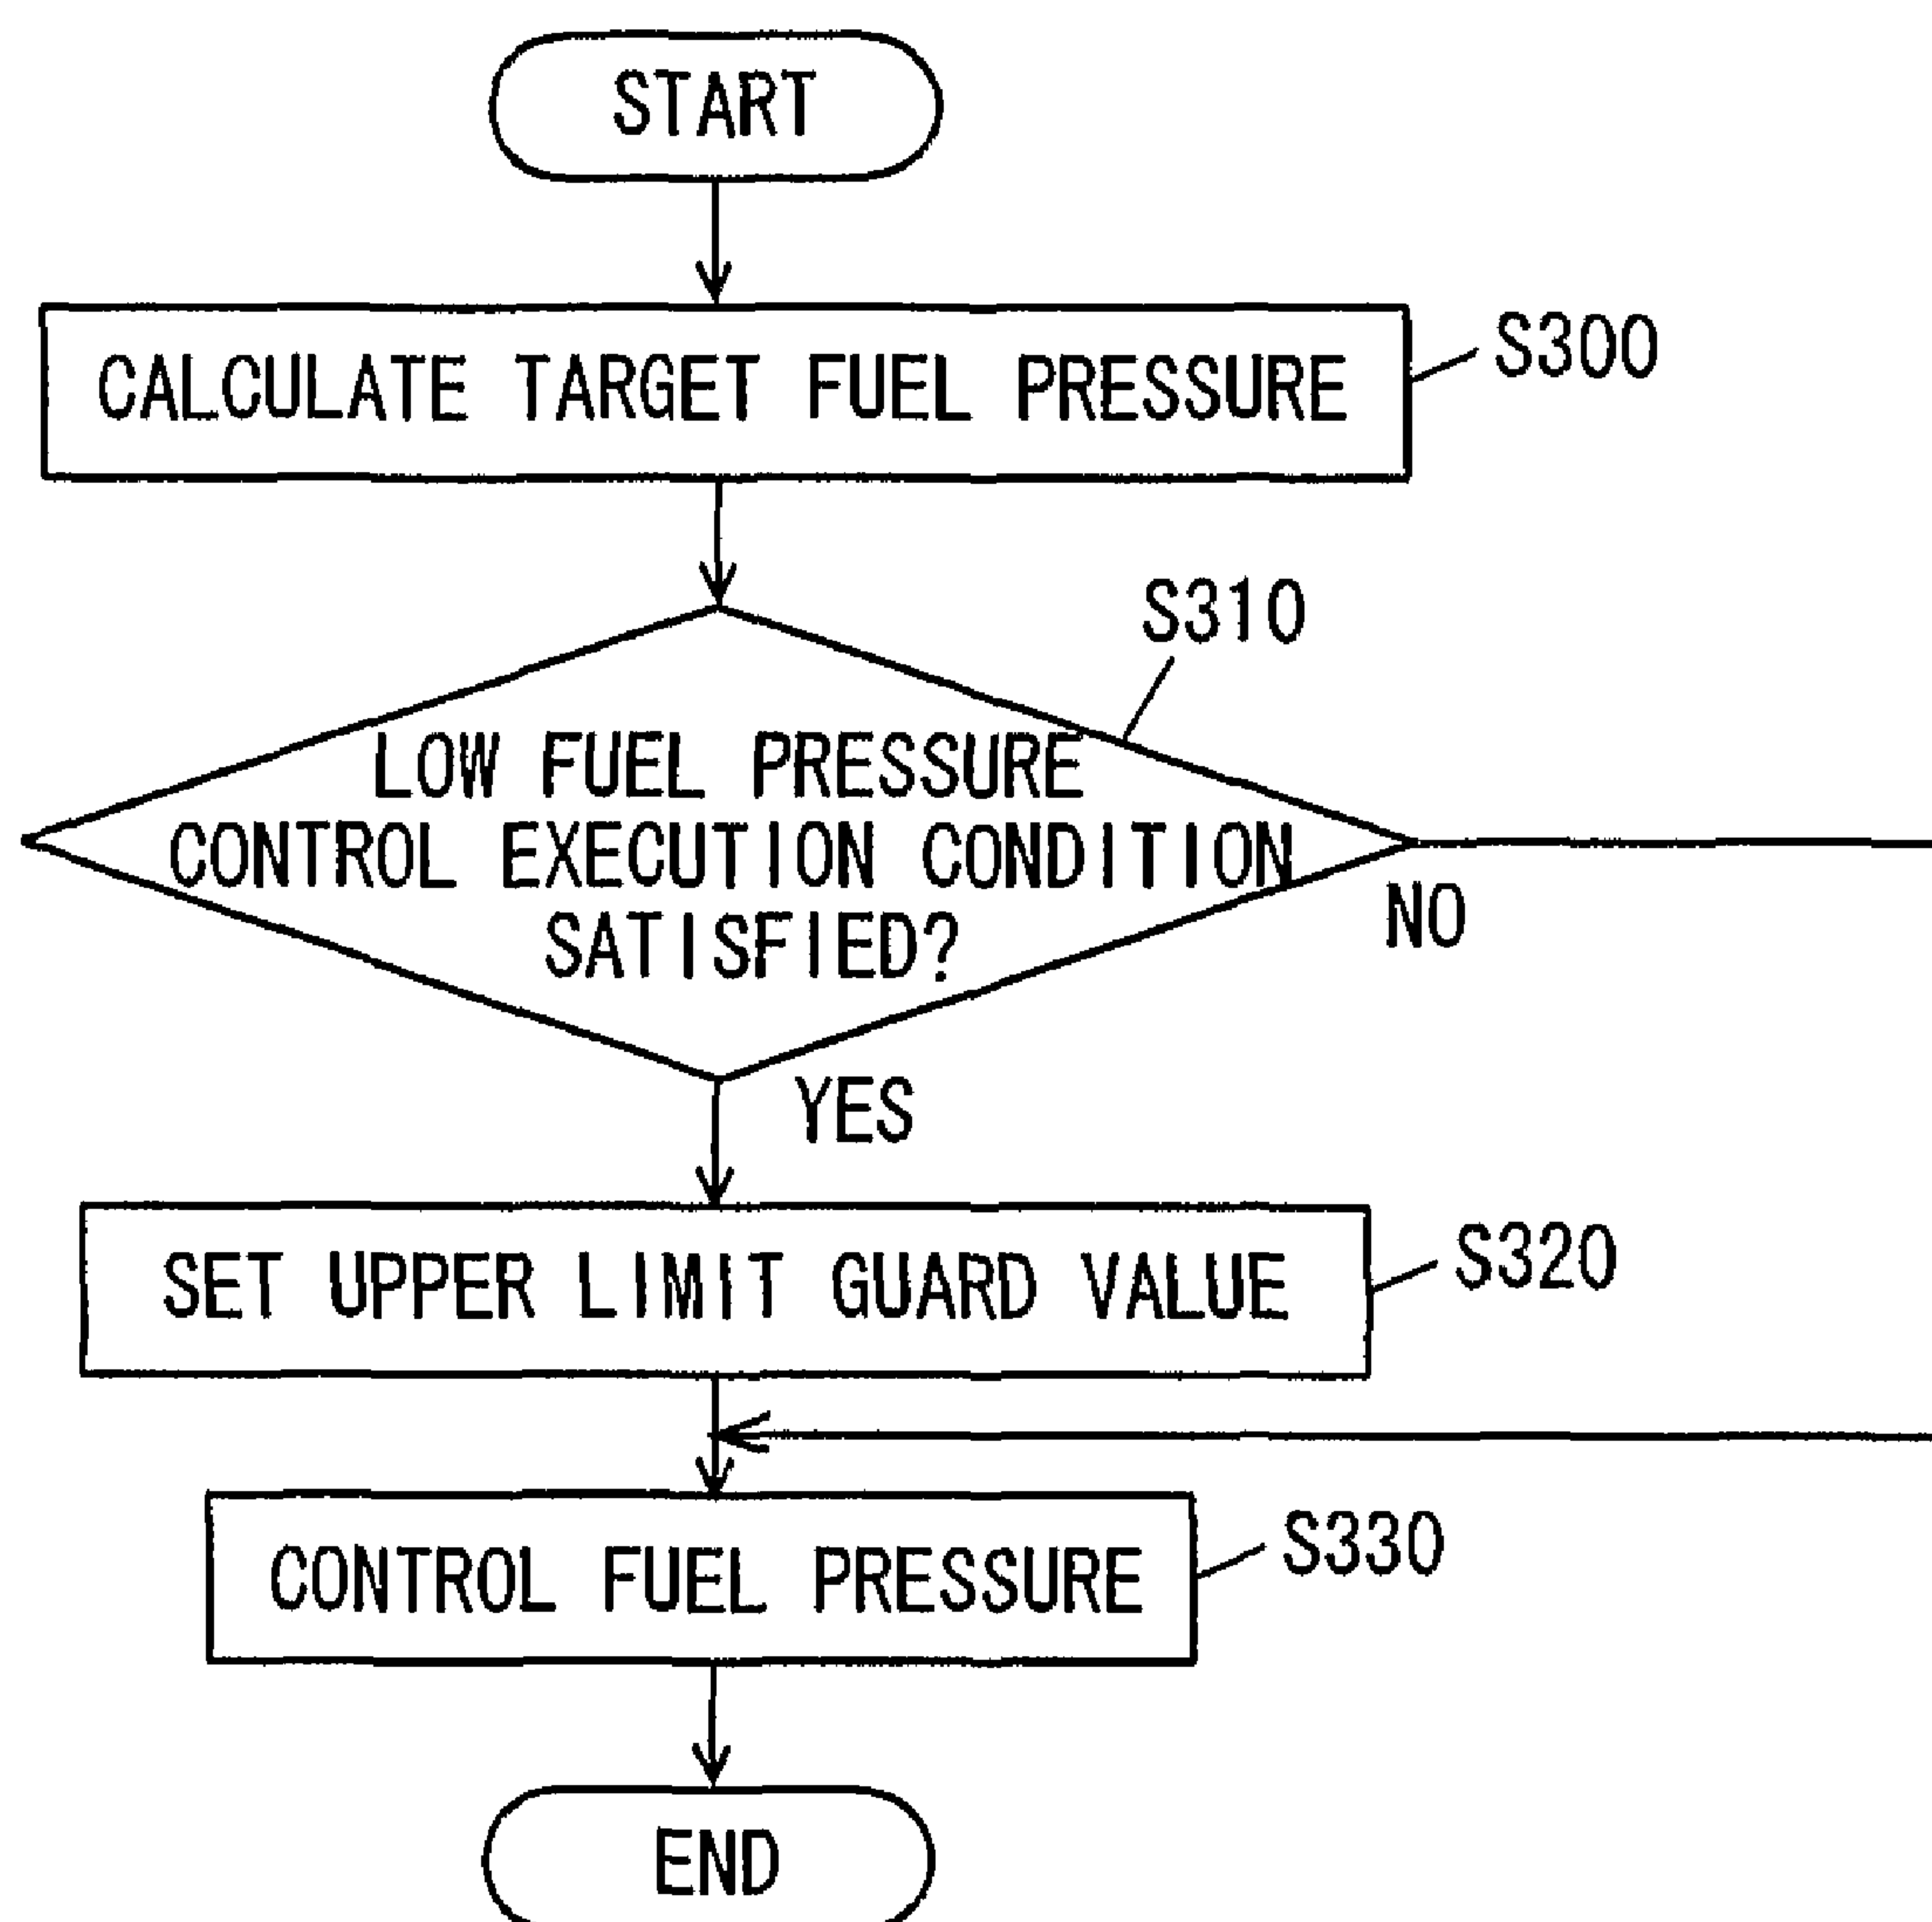 START
CALCULATE TARGET FUEL PRESSURE
S300
S310
LOW FUEL PRESSURE
CONTROL EXECUTION CONDITION
SATISFIED?
NO
YES
SET UPPER LIMIT GUARD VALUE
S320
CONTROL FUEL PRESSURE
S330
END